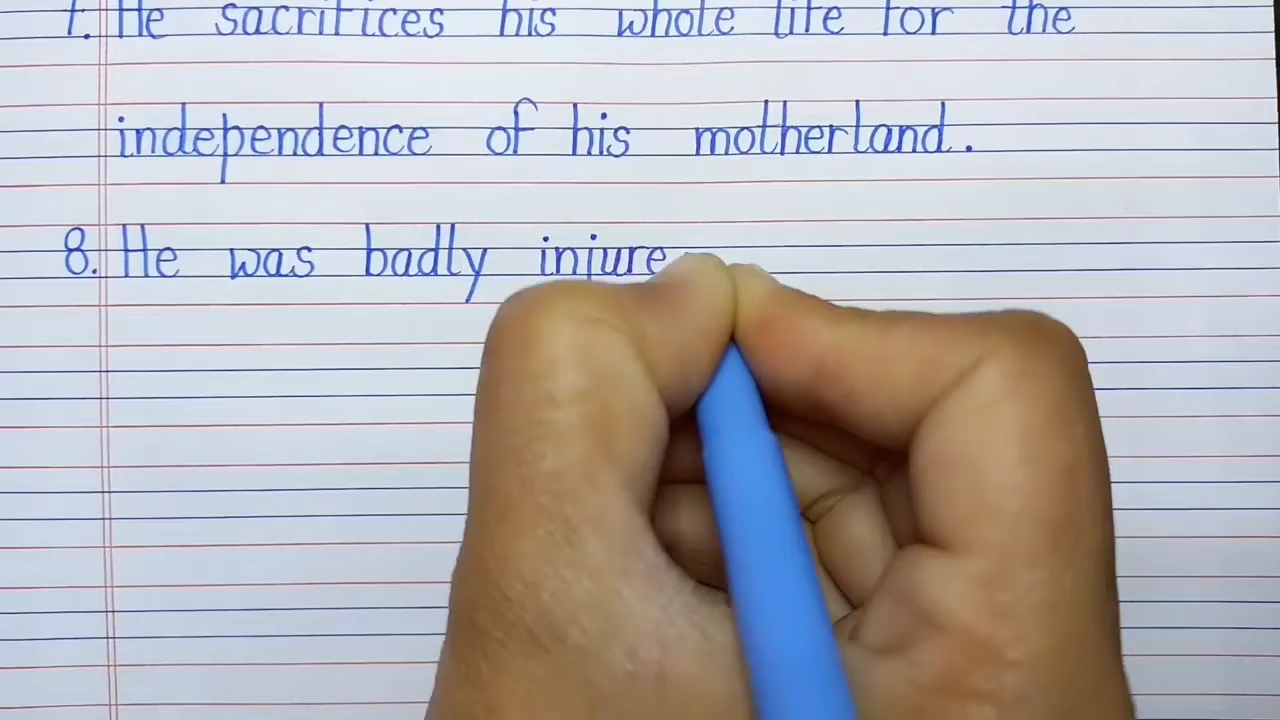 7. He sacrifices his whole life for the
independence of his motherland.
8. He was badly injure